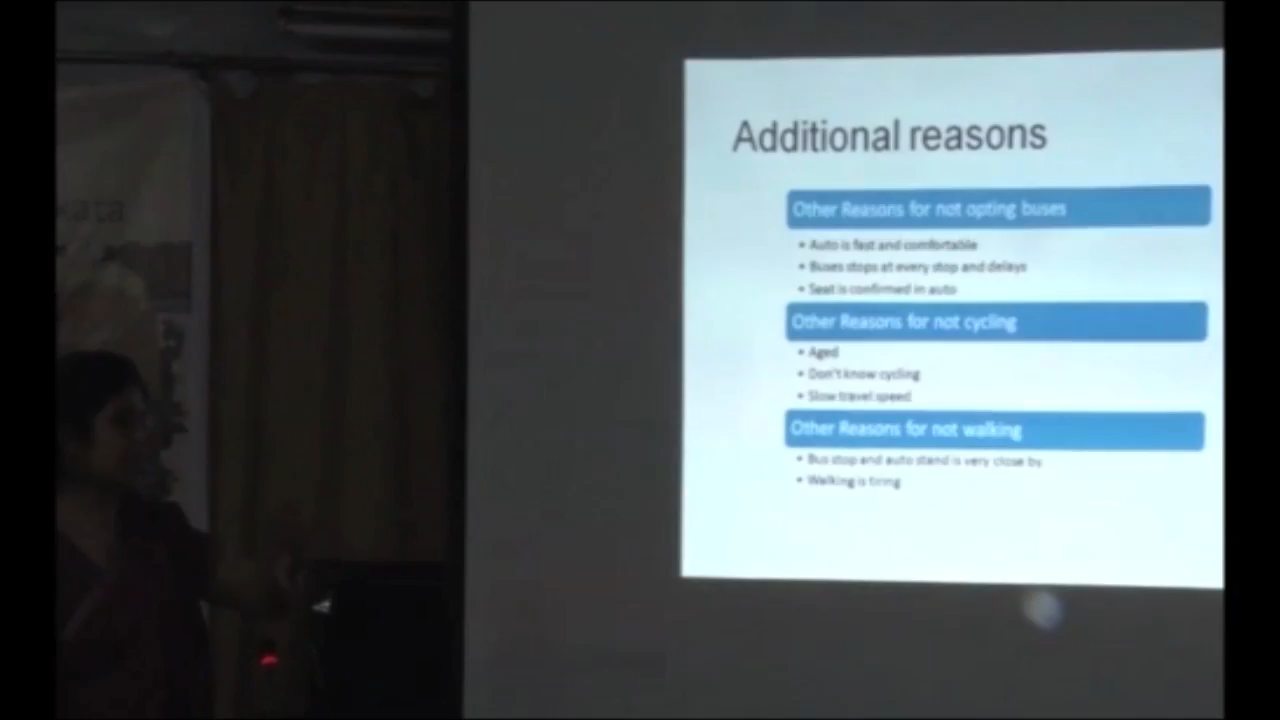 kata
Additional reasons
Other Reasons for not opting buses
• Auto is fast and comfortable
• Buses stops at every stop and delays
• Seat is confirmed in auto
Other Reasons for not cycling
• Aged
• Don't know cycling
• Slow travel speed
Other Reasons for not walking
• Bus stop and auto stand is very close by
• Walking is tiring